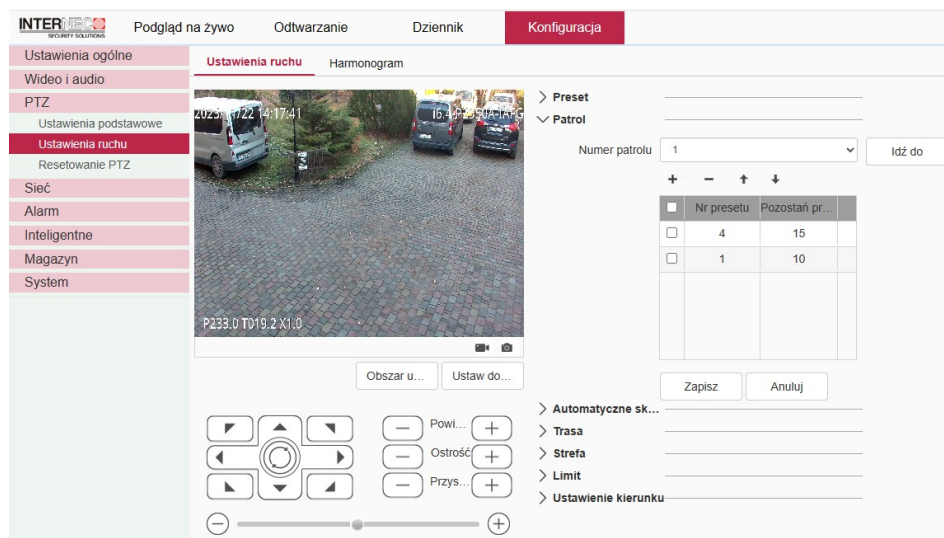 INTERNEC
SECURITY SOLUTIONS
Podgląd na żywo
Odtwarzanie
Dziennik
Konfiguracja
Ustawienia ogólne
Wideo i audio
PTZ
Ustawienia podstawowe
Ustawienia ruchu
Resetowanie PTZ
Sieć
Alarm
Inteligentne
Magazyn
System
Ustawienia ruchu
Harmonogram
14:17:41
P233.0 T019.2 X1.0
Obszar u…
Ustaw do…
Powi…
Ostrość
Przys…
Preset
Patrol
Numer patrolu
1
Idź do
Nr presetu
Pozostań pr…
4
15
1
10
Zapisz
Anuluj
Automatyczne sk…
Trasa
Strefa
Limit
Ustawienie kierunku